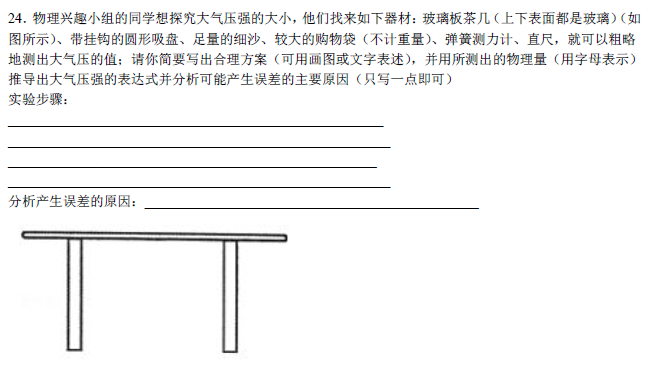 24．物理兴趣小组的同学想探究大气压强的大小，他们找来如下器材：玻璃板茶几（上下表面都是玻璃）（如
图所示）、带挂钩的圆形吸盘、足量的细沙、较大的购物袋（不计重量）、弹簧测力计、直尺，就可以粗略
地测出大气压的值；请你简要写出合理方案（可用画图或文字表述），并用所测出的物理量（用字母表示）
推导出大气压强的表达式并分析可能产生误差的主要原因（只写一点即可）
实验步骤：
分析产生误差的原因：